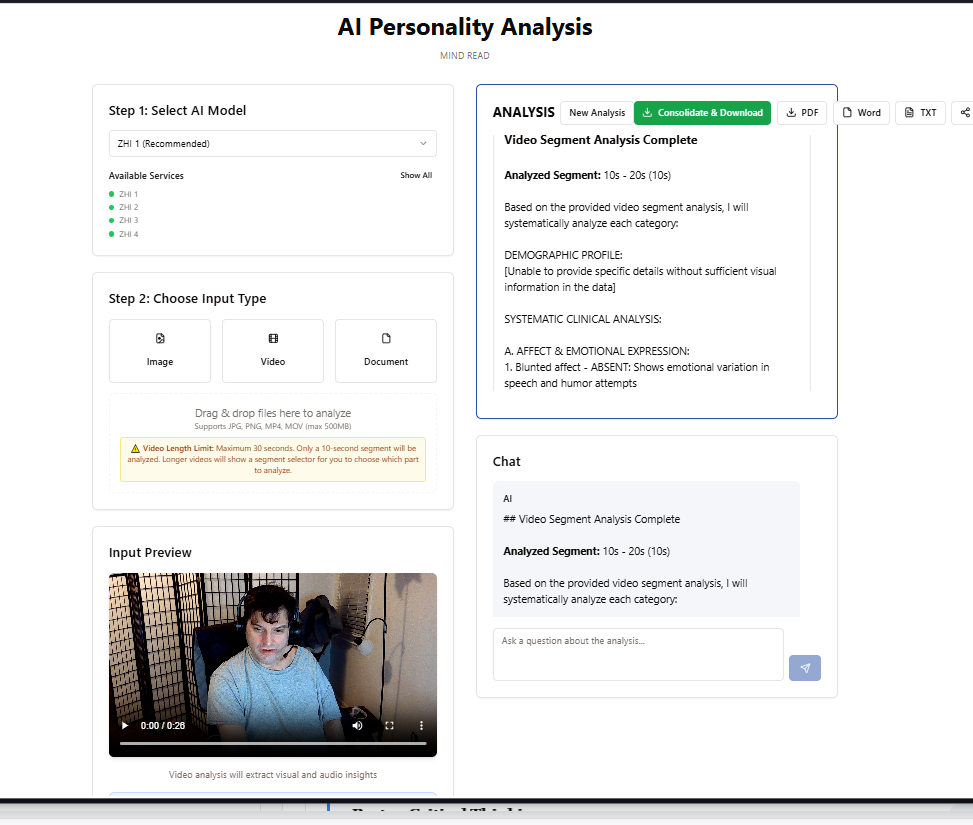 AI Personality Analysis
MIND READ
Step 1: Select AI Model
ZHI 1 (Recommended)
Available Services
Show All
ZHI 1
ZHI 2
ZHI 3
ZHI 4
Step 2: Choose Input Type
Image
Video
Document
Drag & drop files here to analyze
Supports JPG, PNG, MP4, MOV (max 500MB)
⚠ Video Length Limit: Maximum 30 seconds. Only a 10-second segment will be
analyzed. Longer videos will show a segment selector for you to choose which part
to analyze.
Input Preview
0:00 / 0:26
Video analysis will extract visual and audio insights
ANALYSIS
New Analysis
Consolidate & Download
PDF
Word
TXT
Video Segment Analysis Complete
Analyzed Segment: 10s - 20s (10s)
Based on the provided video segment analysis, I will
systematically analyze each category:
DEMOGRAPHIC PROFILE:
[Unable to provide specific details without sufficient visual
information in the data]
SYSTEMATIC CLINICAL ANALYSIS:
A. AFFECT & EMOTIONAL EXPRESSION:
1. Blunted affect - ABSENT: Shows emotional variation in
speech and humor attempts
Chat
AI
## Video Segment Analysis Complete
Analyzed Segment: 10s - 20s (10s)
Based on the provided video segment analysis, I will
systematically analyze each category:
Ask a question about the analysis...